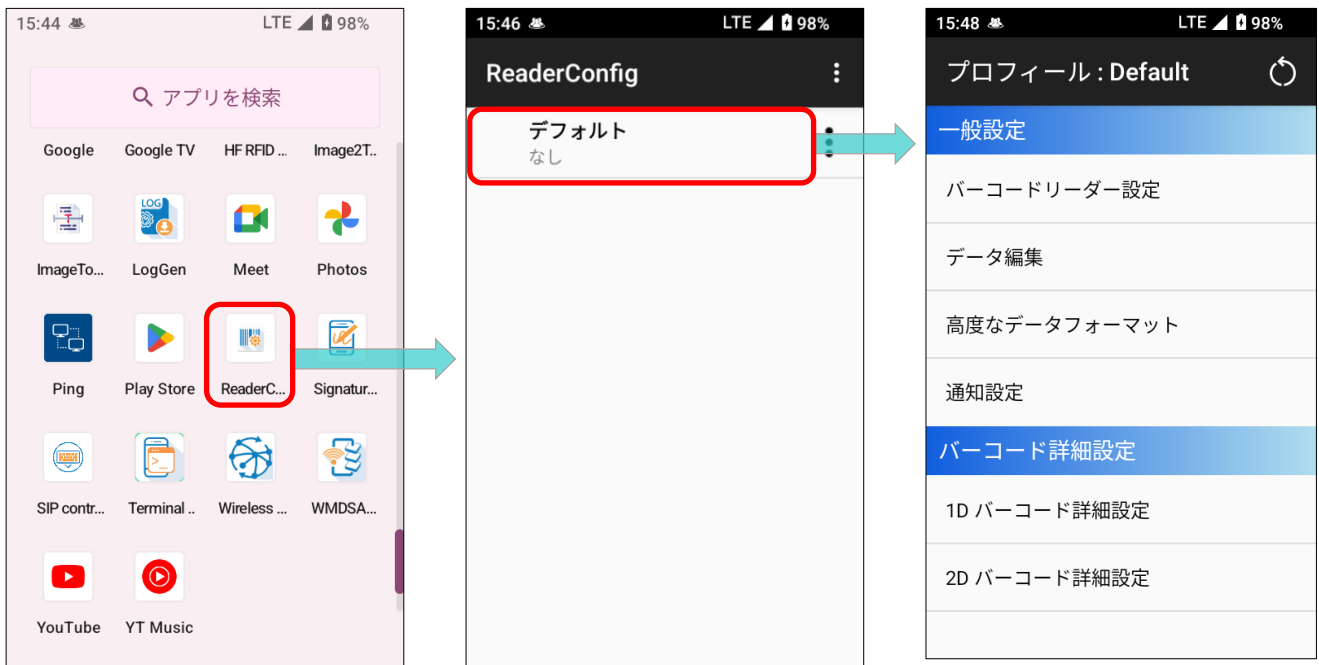 15:44 LTE 98%
アプリを検索
Google Google TV HF RFID ... Image2T..
LOG
ImageTo... LogGen Meet Photos
Ping Play Store ReaderC... Signatur...
SIP contr... Terminal .. Wireless ... WMDSA...
YouTube YT Music
15:46 LTE 98%
ReaderConfig
デフォルト
なし
15:48 LTE 98%
プロフィール : Default
一般設定
バーコードリーダー設定
データ編集
高度なデータフォーマット
通知設定
バーコード詳細設定
1D バーコード詳細設定
2D バーコード詳細設定